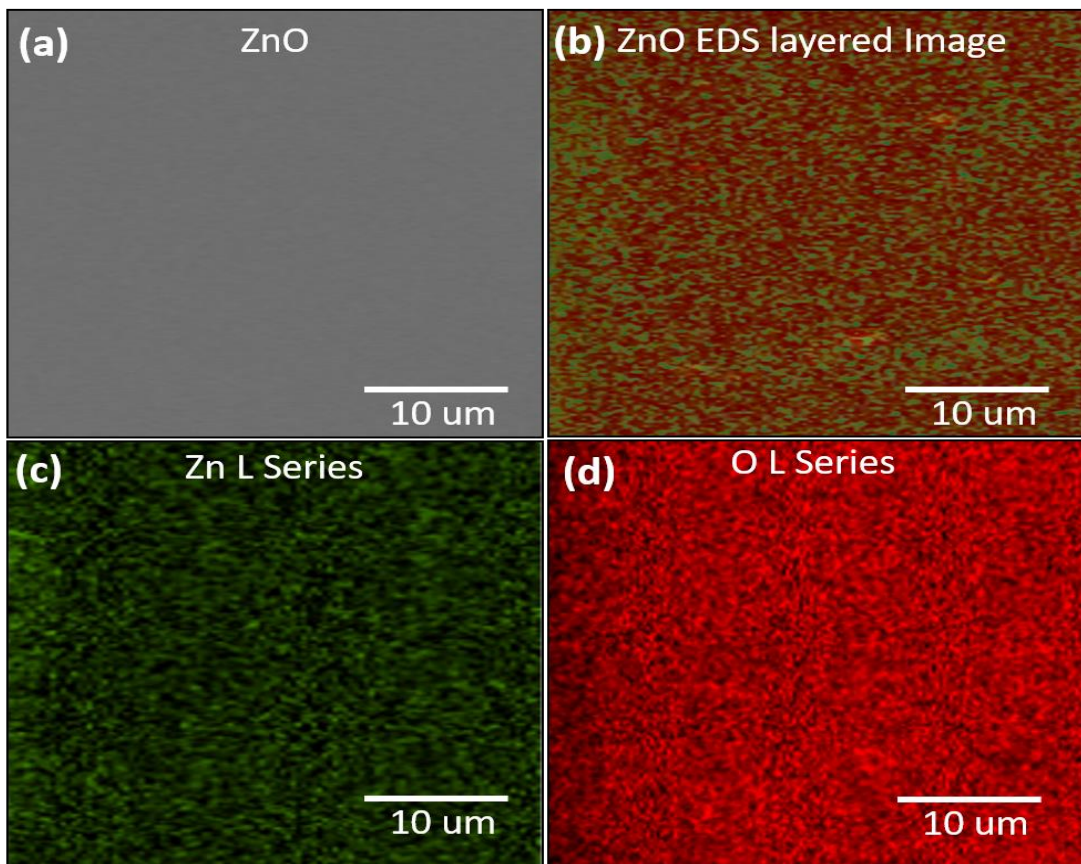 (a) ZnO
10 um
(b) ZnO EDS layered Image
10 um
(c) Zn L Series
10 um
(d) O L Series
10 um